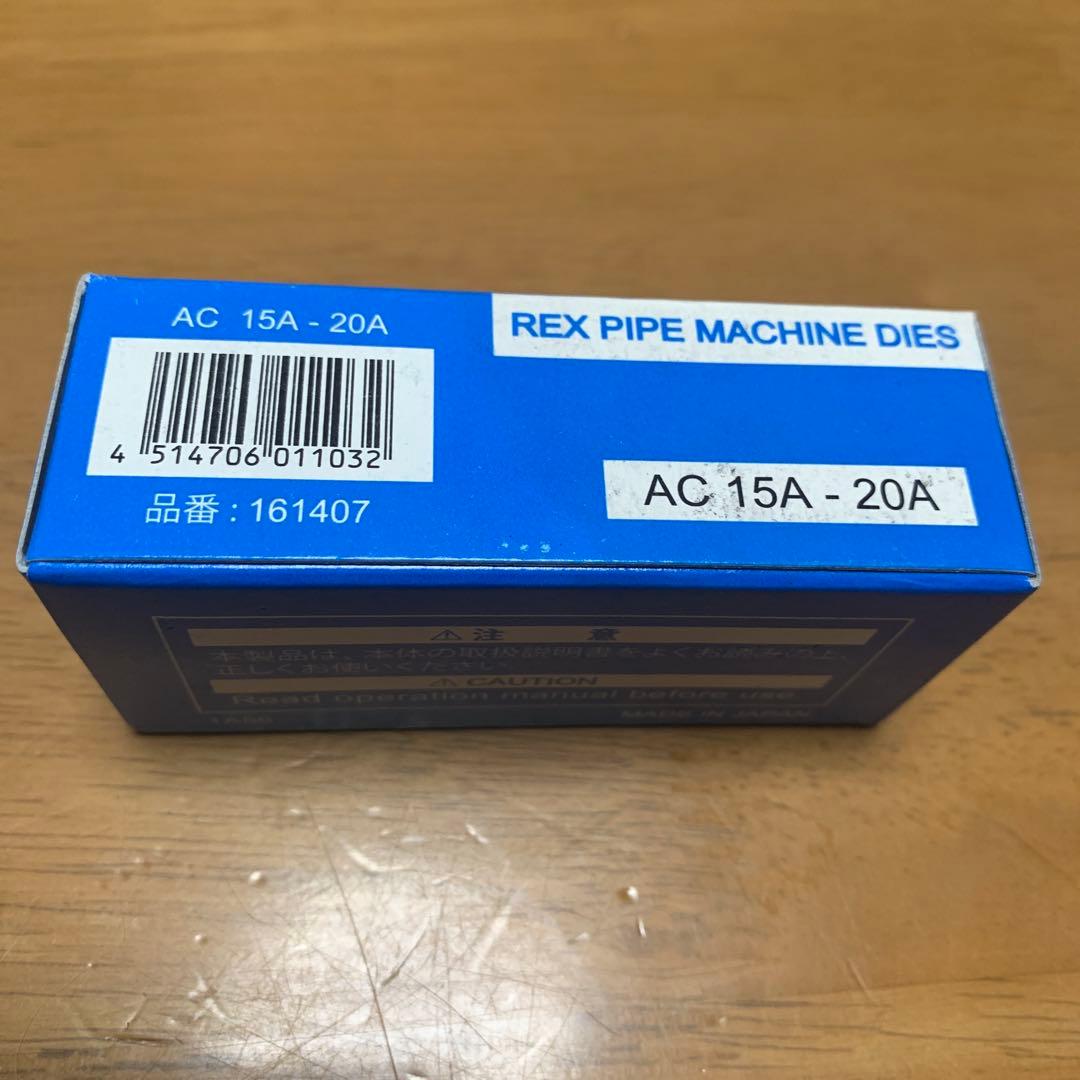 AC 15A - 20A
REX PIPE MACHINE DIES
4 514706 011032
品番 : 161407
AC 15A - 20A
⚠注 意
本製品は、本体の取扱説明書をよくお読みの上、
正しくお使いください。
⚠CAUTION
Read operation manual before use
MADE IN JAPAN